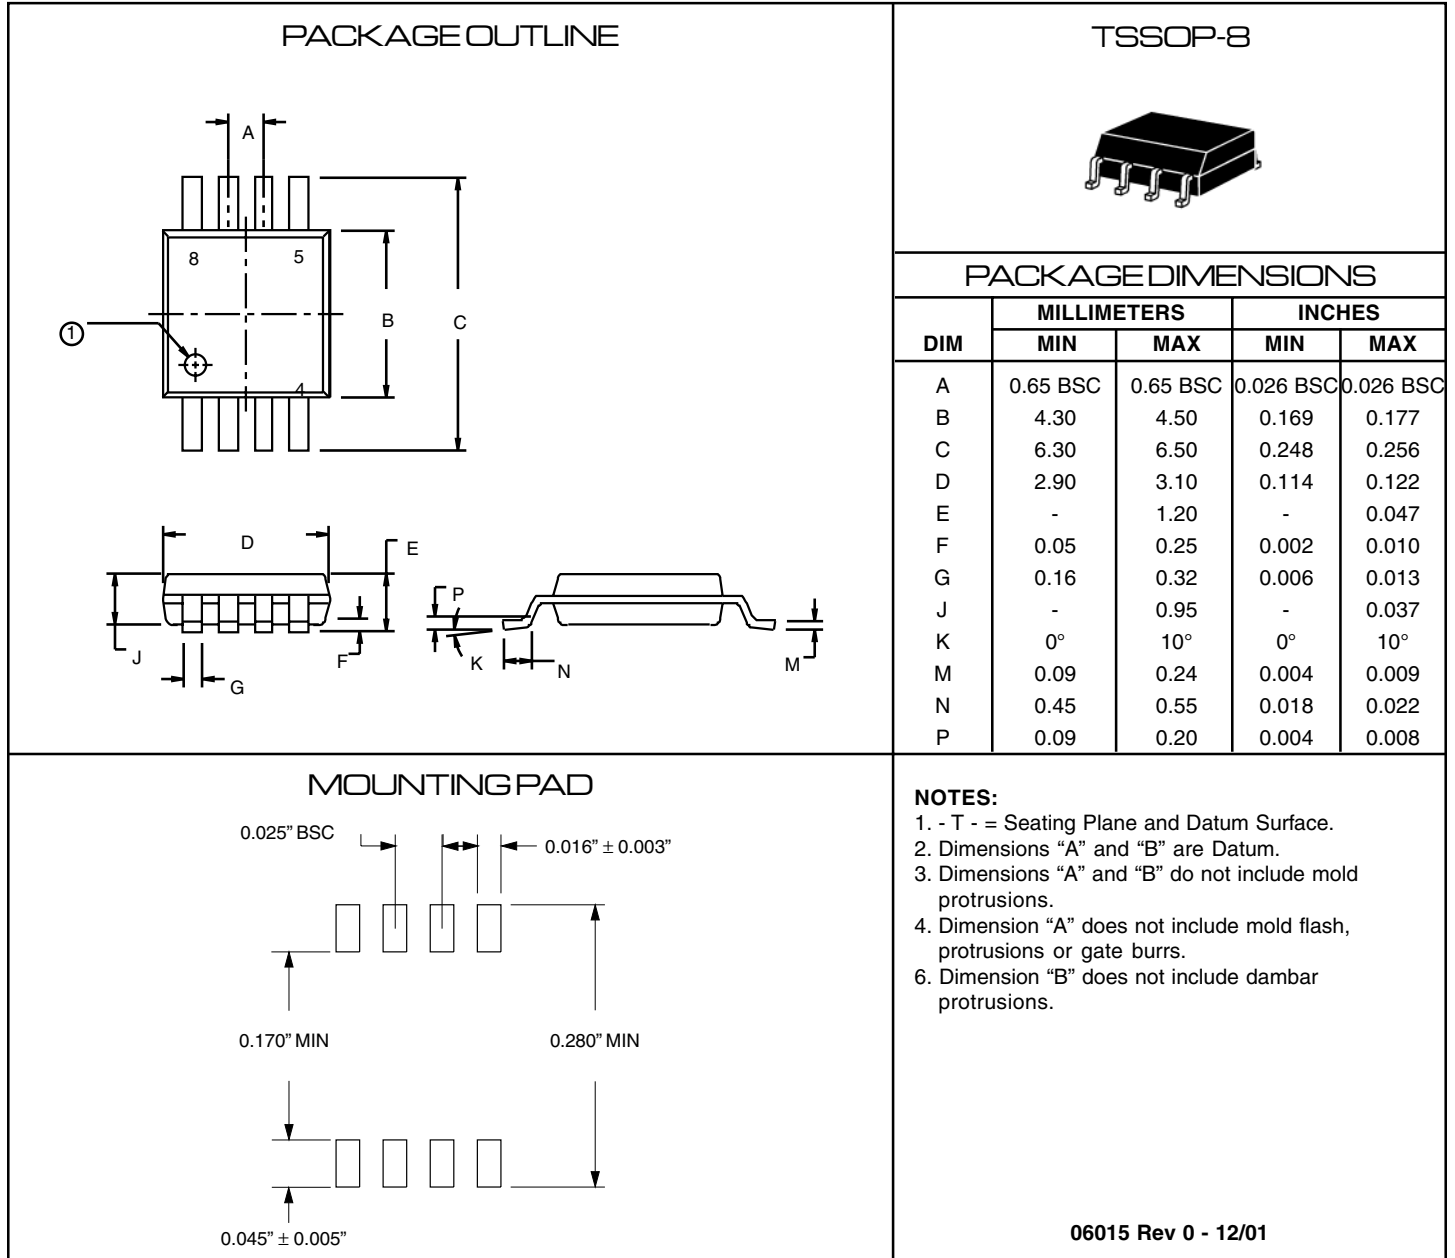 PACKAGE OUTLINE
A
8
5
B
C
1
4
D
E
P
J
F
G
K
N
M
TSSOP-8
PACKAGE DIMENSIONS
MILLIMETERS INCHES
DIM MIN MAX MIN MAX
A 0.65 BSC 0.65 BSC 0.026 BSC 0.026 BSC
B 4.30 4.50 0.169 0.177
C 6.30 6.50 0.248 0.256
D 2.90 3.10 0.114 0.122
E - 1.20 - 0.047
F 0.05 0.25 0.002 0.010
G 0.16 0.32 0.006 0.013
J - 0.95 - 0.037
K 0° 10° 0° 10°
M 0.09 0.24 0.004 0.009
N 0.45 0.55 0.018 0.022
P 0.09 0.20 0.004 0.008
MOUNTING PAD
0.025” BSC
0.016” ± 0.003”
0.170” MIN
0.280” MIN
0.045” ± 0.005”
NOTES:
1. - T - = Seating Plane and Datum Surface.
2. Dimensions “A” and “B” are Datum.
3. Dimensions “A” and “B” do not include mold
protrusions.
4. Dimension “A” does not include mold flash,
protrusions or gate burrs.
6. Dimension “B” does not include dambar
protrusions.
06015 Rev 0 - 12/01